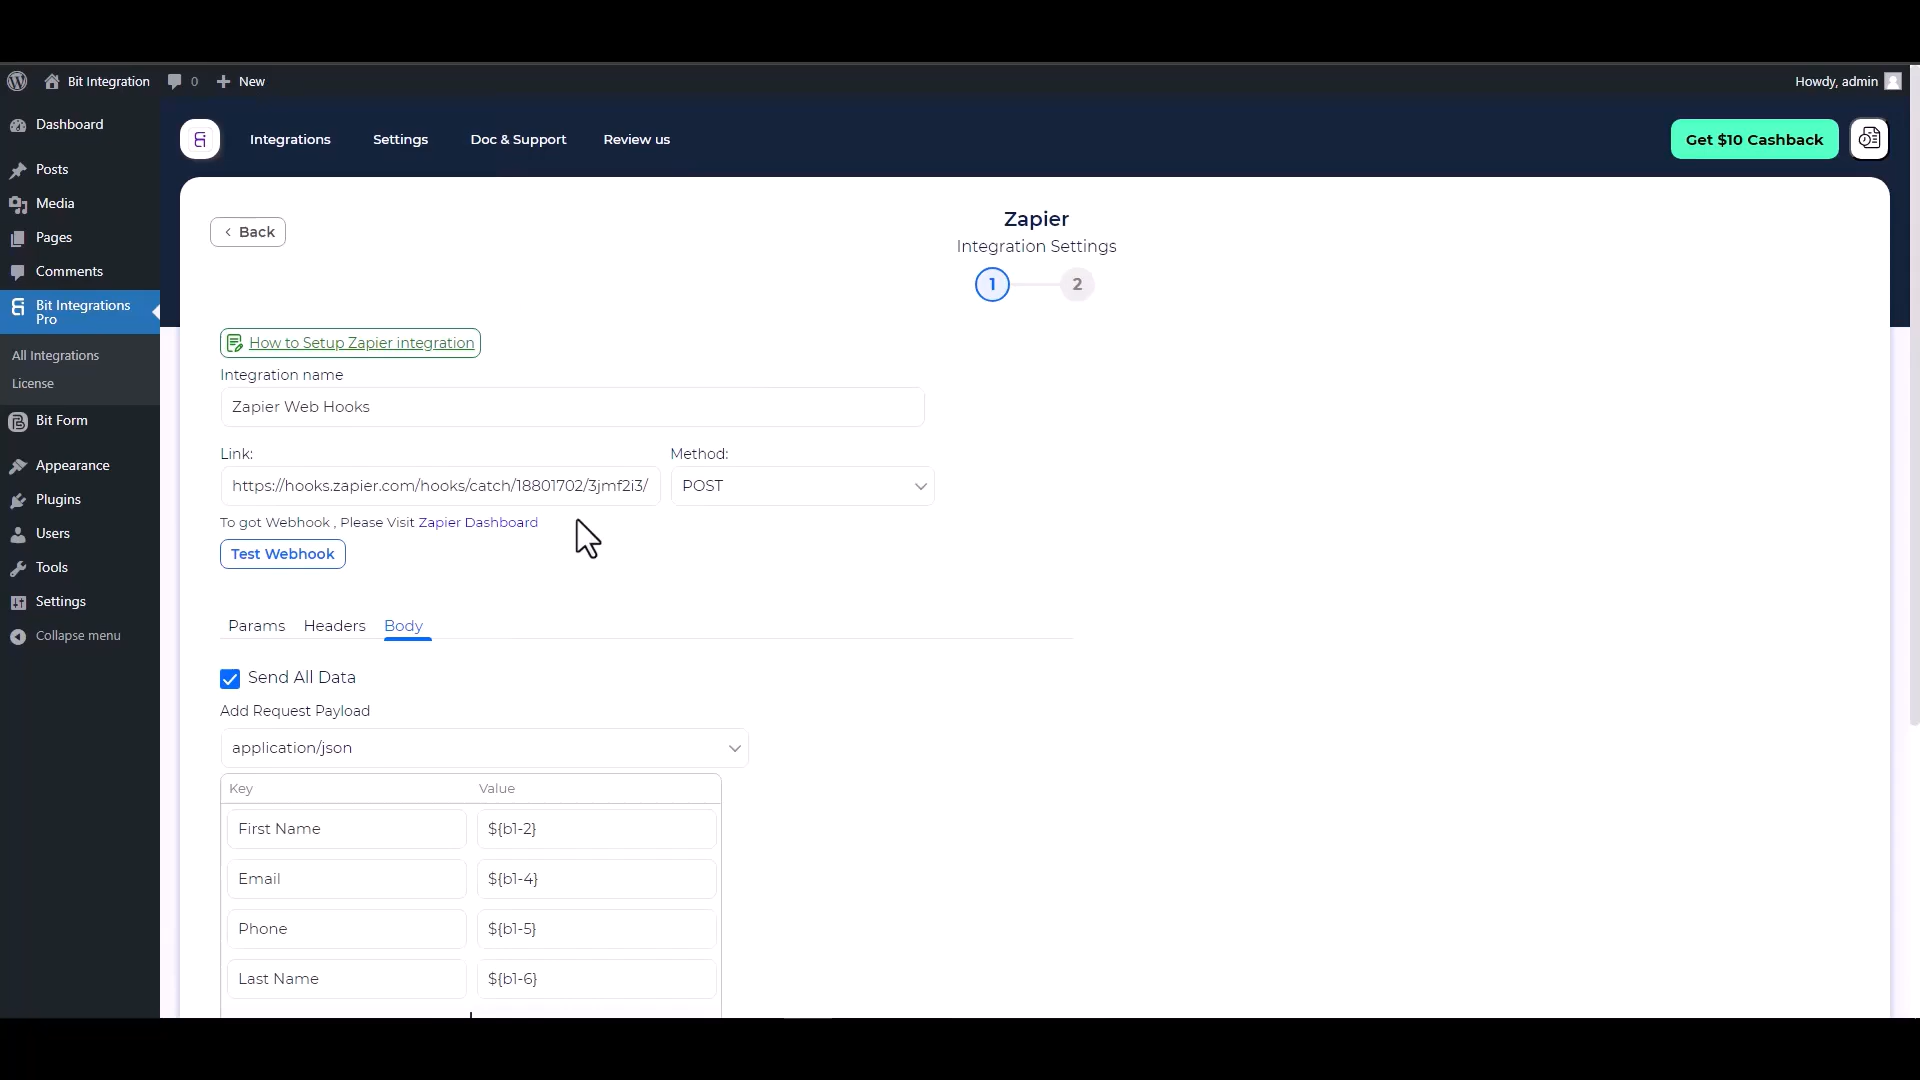 Bit Integration
0
New
Howdy, admin
Dashboard
Posts
Media
Pages
Comments
Bit Integrations
Pro
All Integrations
License
Bit Form
Appearance
Plugins
Users
Tools
Settings
Collapse menu
Integrations
Settings
Doc & Support
Review us
Get $10 Cashback
Back
Zapier
Integration Settings
1
2
How to Setup Zapier integration
Integration name
Zapier Web Hooks
Link:
Method:
https://hooks.zapier.com/hooks/catch/18801702/3jmf2i3/
POST
To got Webhook , Please Visit Zapier Dashboard
Test Webhook
Params
Headers
Body
Send All Data
Add Request Payload
application/json
Key
Value
First Name
${b1-2}
Email
${b1-4}
Phone
${b1-5}
Last Name
${b1-6}